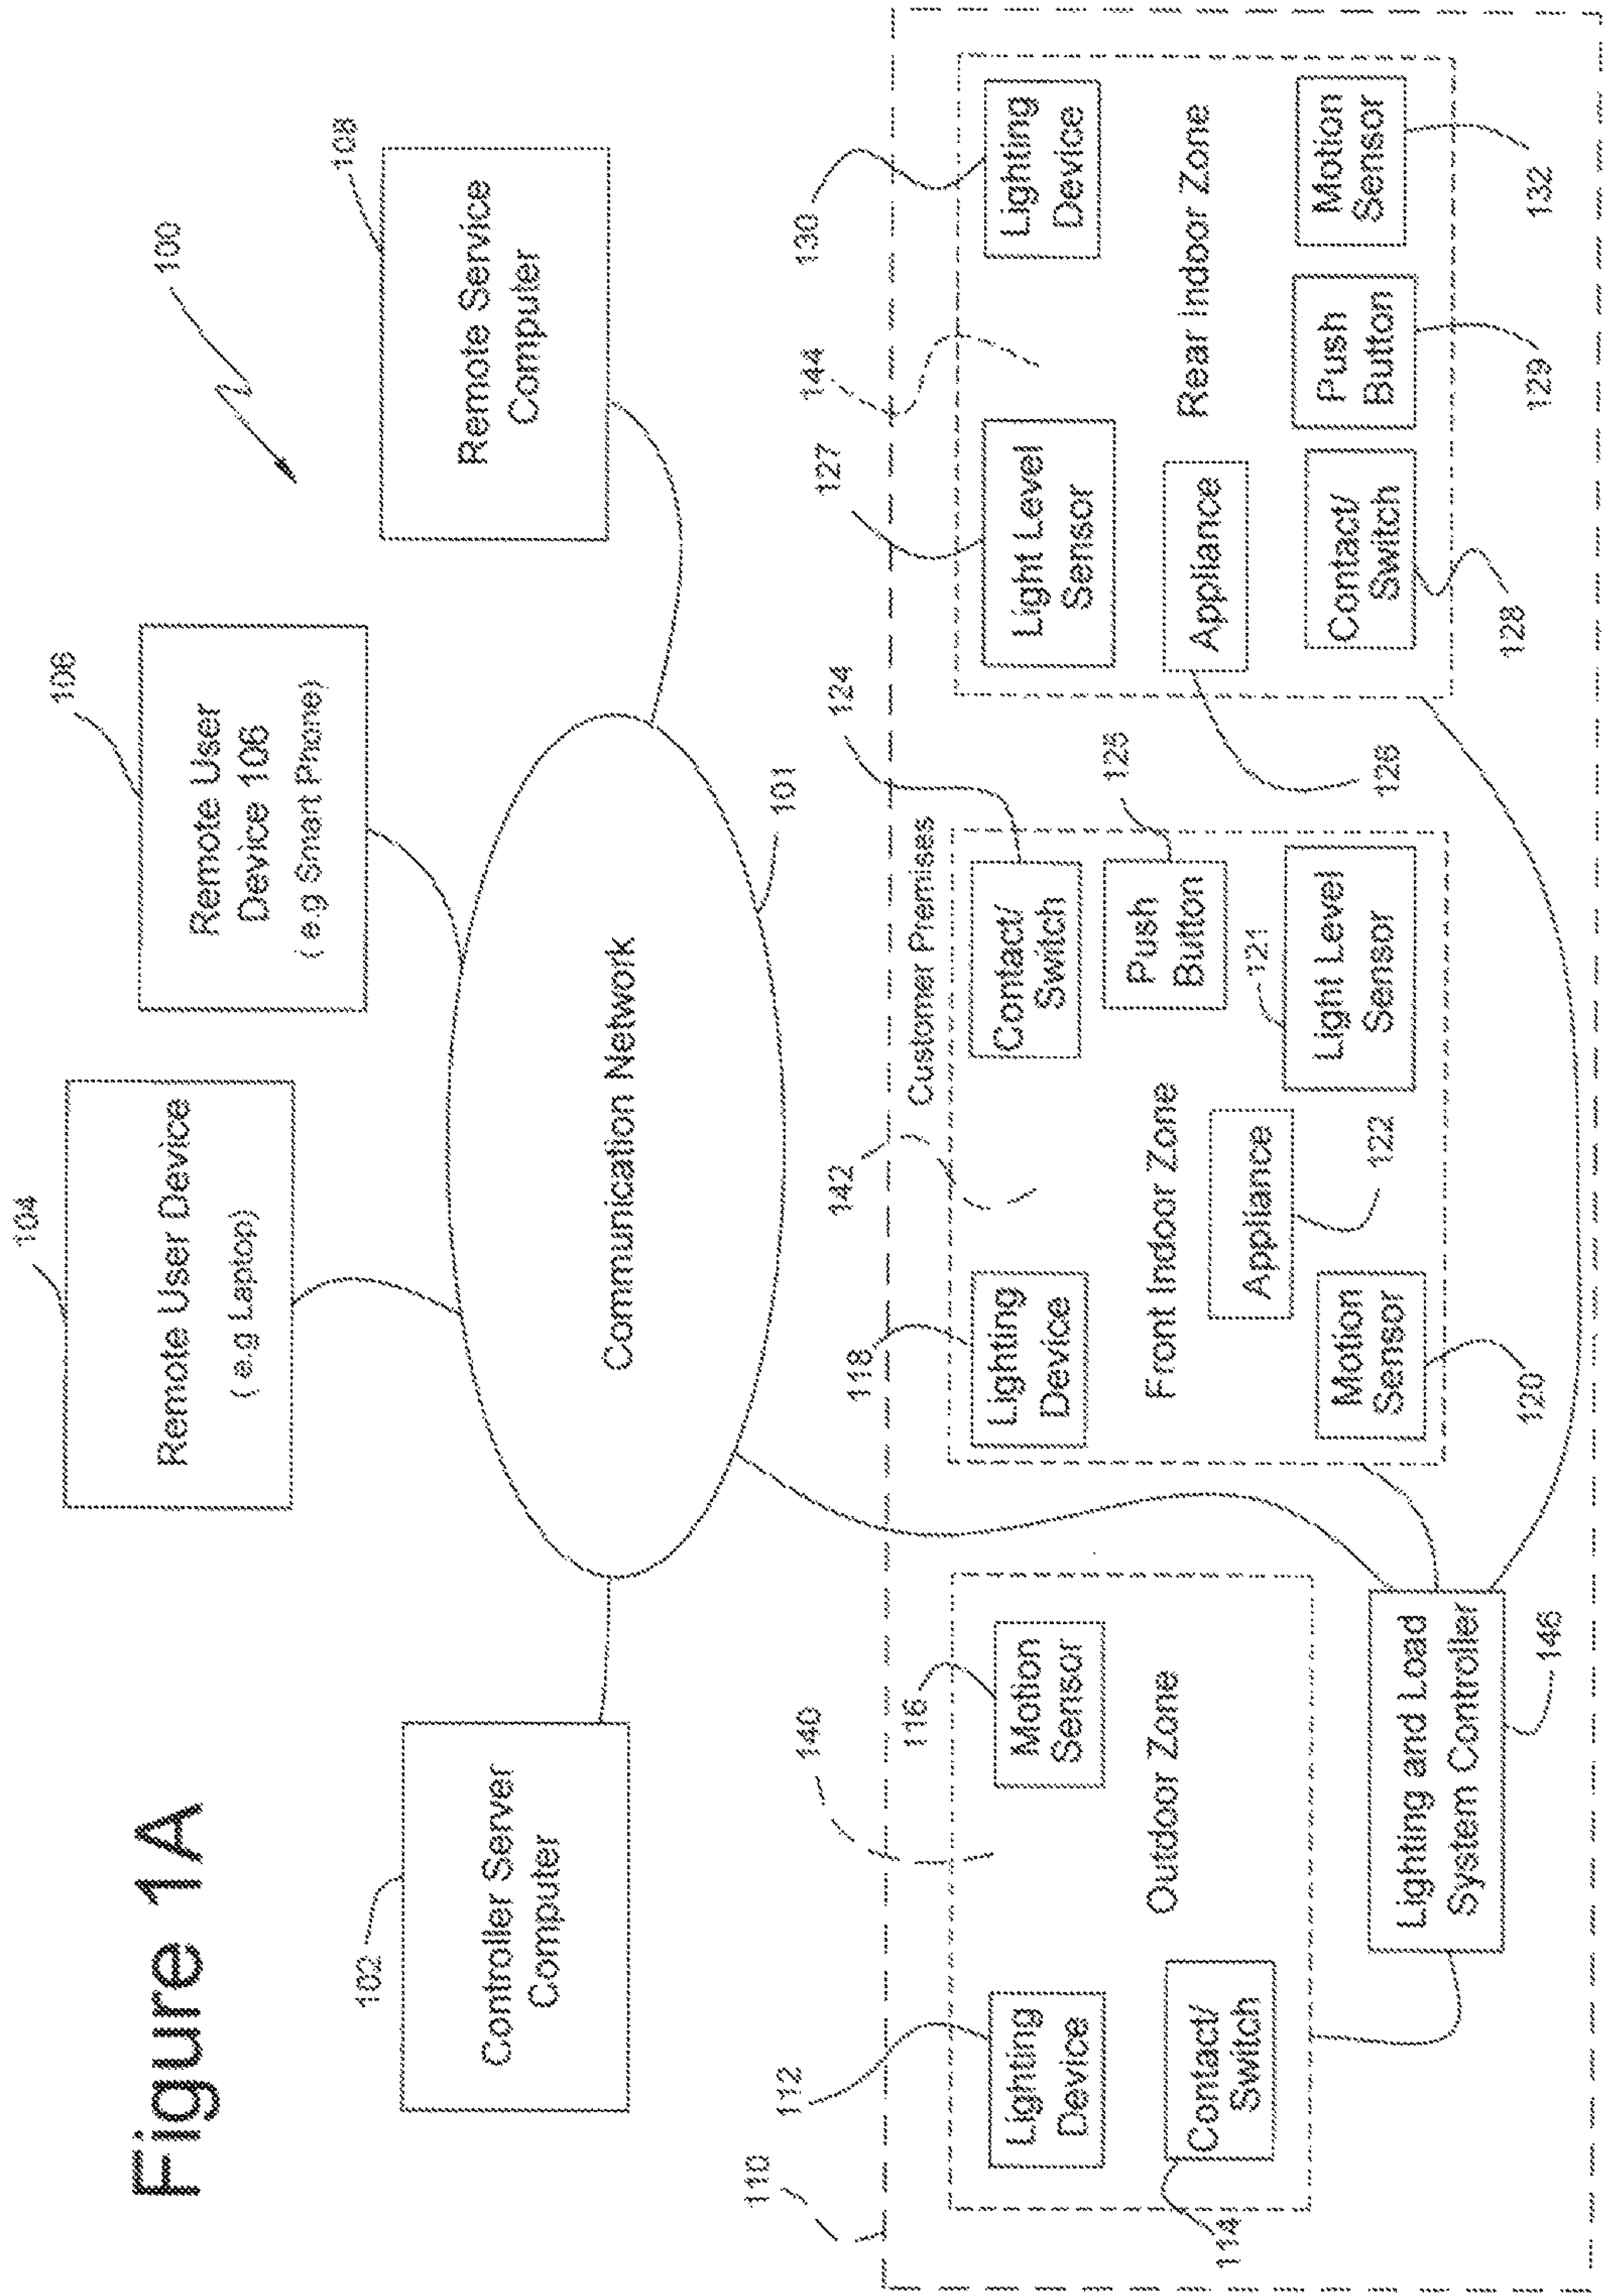 Figure 1A
100
104
Remote User Device
( e.g Laptop)
106
Remote User
Device 106
( e.g Smart Phone)
108
Remote Service
Computer
102
Controller Server
Computer
Communication Network
101
110
Customer Premises
112
Lighting
Device
140
116
Motion
Sensor
Outdoor Zone
114
Contact/
Switch
Lighting and Load
System Controller
146
142
118
Lighting
Device
124
Contact/
Switch
125
Push
Button
Front Indoor Zone
121
Light Level
Sensor
Appliance
122
Motion
Sensor
120
127
Light Level
Sensor
144
130
Lighting
Device
Rear Indoor Zone
Appliance
126
Contact/
Switch
128
Push
Button
129
Motion
Sensor
132